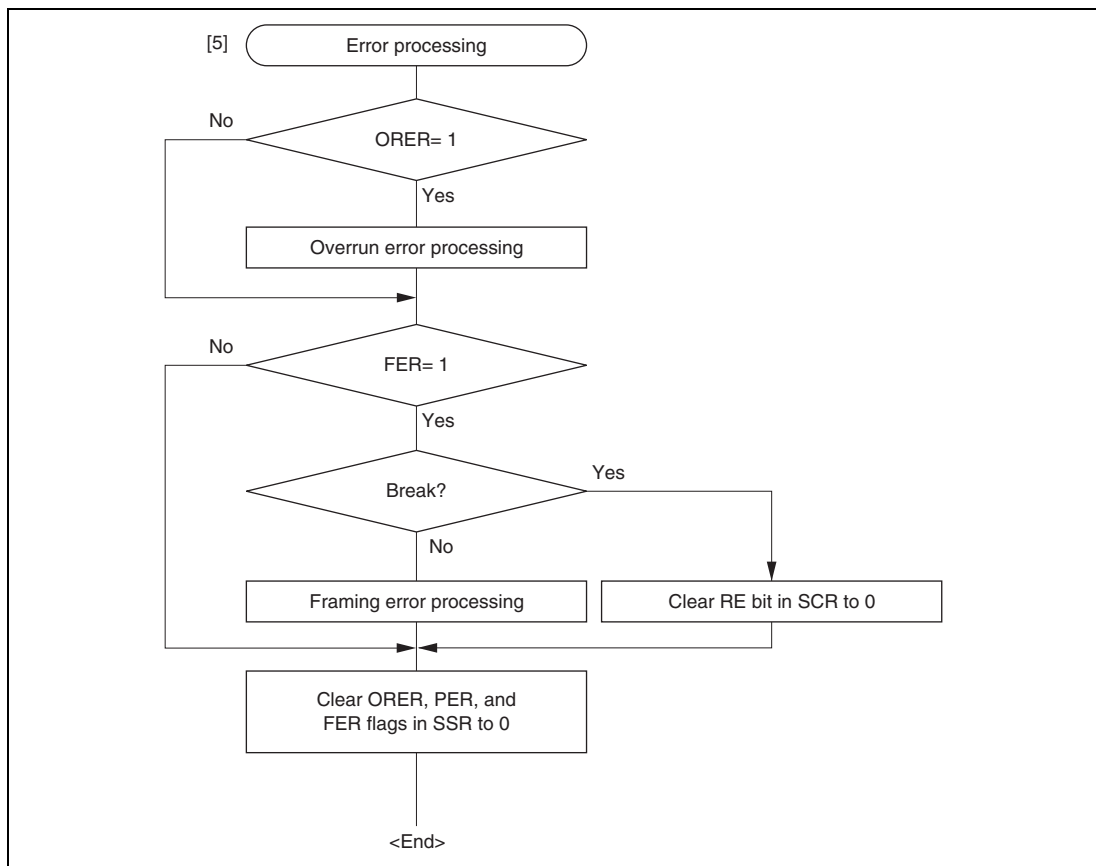 [5]
Error processing
No
ORER= 1
Yes
Overrun error processing
No
FER= 1
Yes
Yes
Break?
No
Framing error processing
Clear RE bit in SCR to 0
Clear ORER, PER, and
FER flags in SSR to 0
<End>